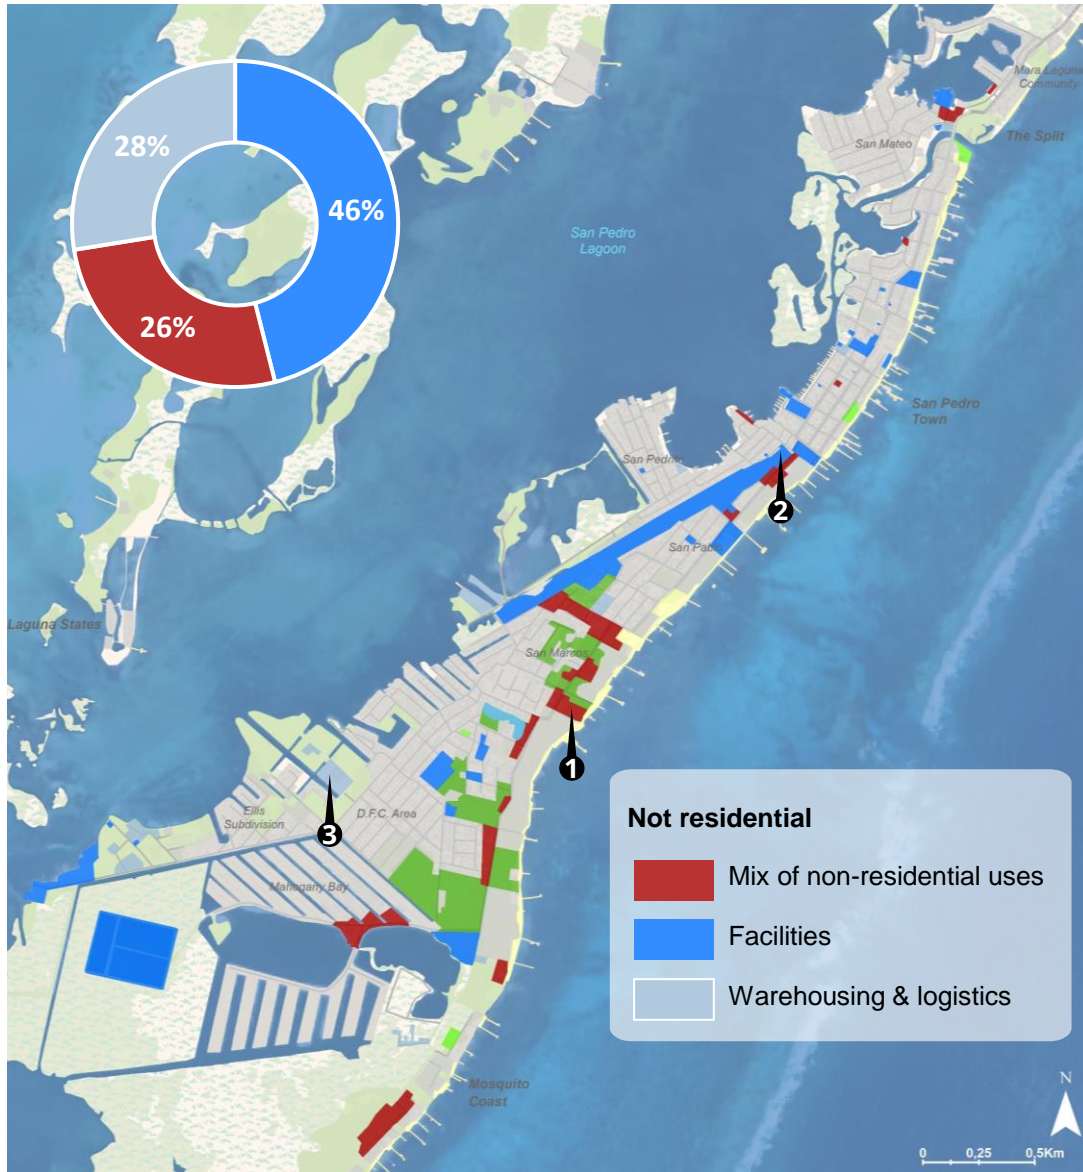 28%
46%
26%
Mara Laguna
Community
The Split
San Mateo
San Pedro
Lagoon
San Pedro
Town
2
San Pablo
Laguna States
San Marcos
1
Ellis
Subdivision
3
D.F.C. Area
Mahogany Bay
Mosquito
Coast
Not residential
Mix of non-residential uses
Facilities
Warehousing & logistics
N
0 0,25 0,5Km